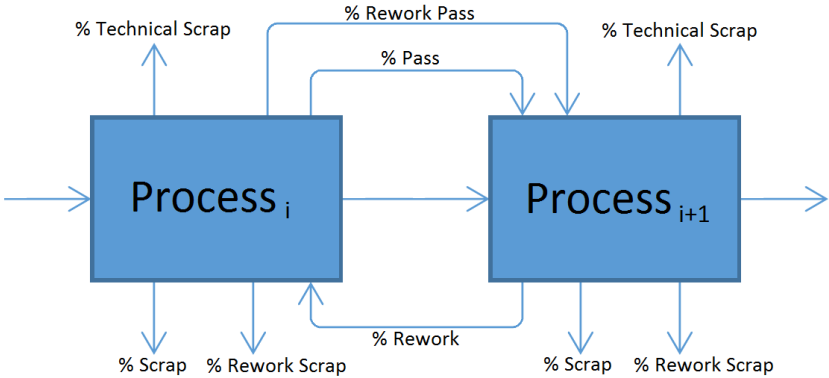 % Rework Pass
% Technical Scrap
% Technical Scrap
% Pass
Process i
Process i+1
% Rework
% Scrap
% Rework Scrap
% Scrap
% Rework Scrap